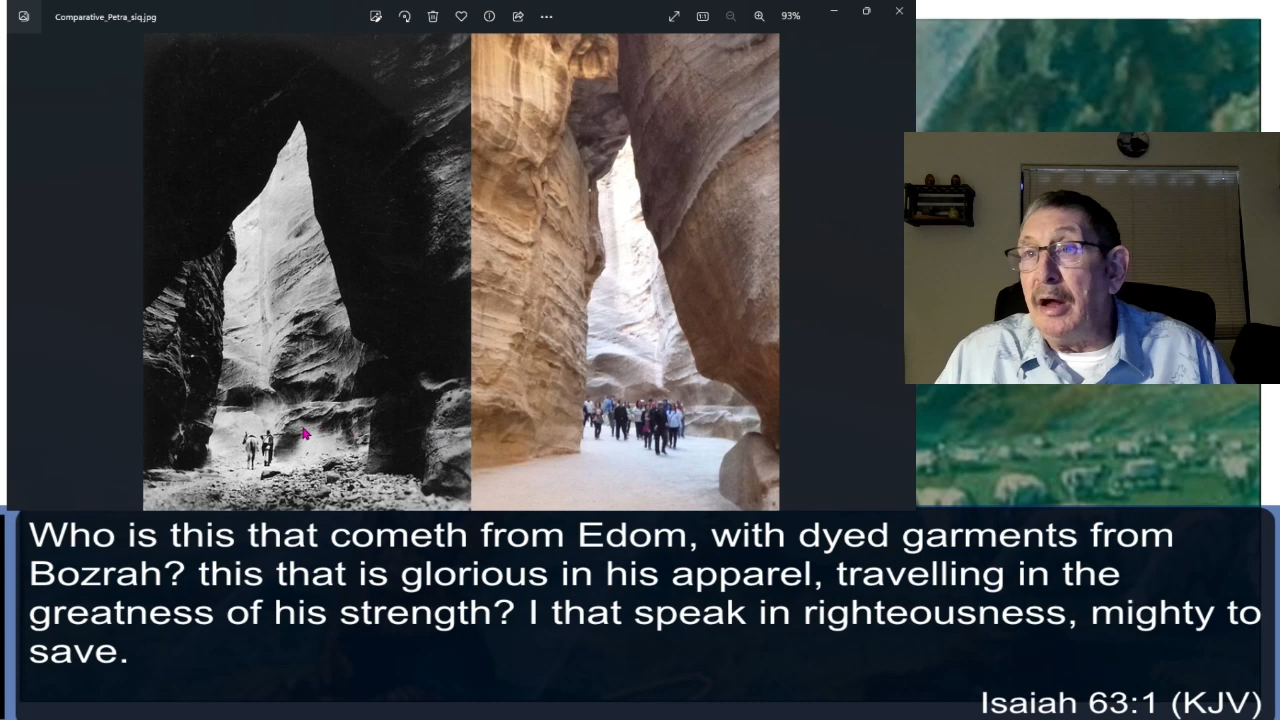 Comparative_Petra_siq.jpg
93%
Who is this that cometh from Edom, with dyed garments from
Bozrah? this that is glorious in his apparel, travelling in the
greatness of his strength? I that speak in righteousness, mighty to
save.
Isaiah 63:1 (KJV)